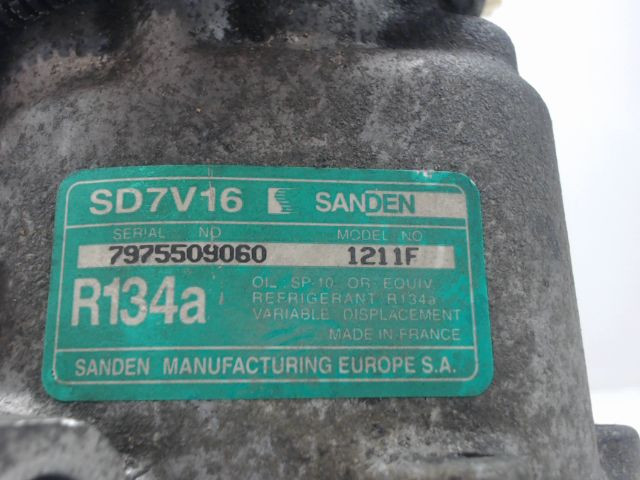 SD7V16 SANDEN
SERIAL NO MODEL NO
7975509060 1211F
R134a
OIL SP-10 OR EQUIV.
REFRIGERANT R134a
VARIABLE DISPLACEMENT
MADE IN FRANCE
SANDEN MANUFACTURING EUROPE S.A.